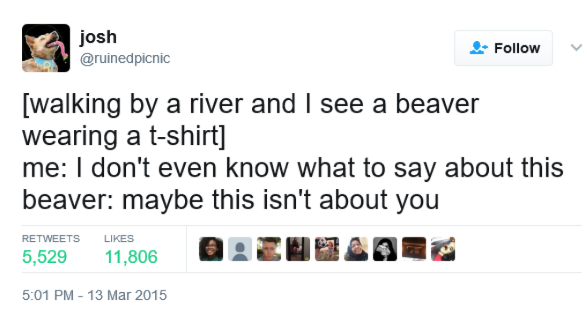 josh
@ruinedpicnic
Follow
[walking by a river and I see a beaver
wearing a t-shirt]
me: I don't even know what to say about this
beaver: maybe this isn't about you
RETWEETS LIKES
5,529 11,806
5:01 PM - 13 Mar 2015